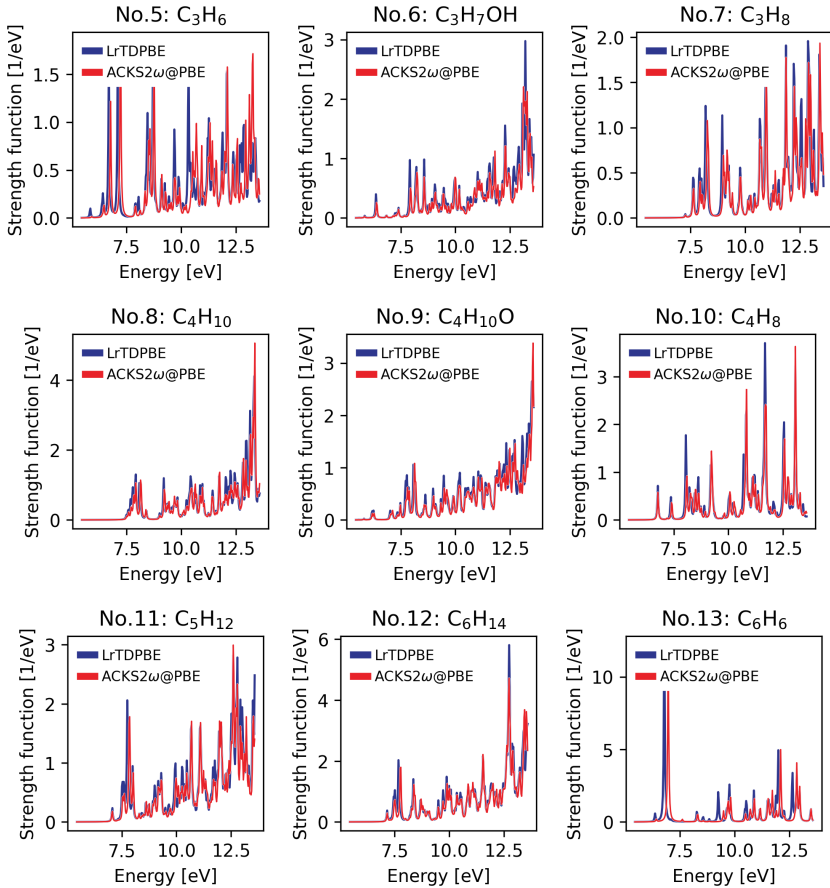 No.5: C₃H₆
Strength function [1/eV]
1.5
1.0
0.5
0.0
LrTDPBE
ACKS2ω@PBE
7.5 10.0 12.5
Energy [eV]
No.6: C₃H₇OH
Strength function [1/eV]
3
2
1
0
LrTDPBE
ACKS2ω@PBE
7.5 10.0 12.5
Energy [eV]
No.7: C₃H₈
Strength function [1/eV]
2.0
1.5
1.0
0.5
0.0
LrTDPBE
ACKS2ω@PBE
7.5 10.0 12.5
Energy [eV]
No.8: C₄H₁₀
Strength function [1/eV]
4
2
0
LrTDPBE
ACKS2ω@PBE
7.5 10.0 12.5
Energy [eV]
No.9: C₄H₁₀O
Strength function [1/eV]
3
2
1
0
LrTDPBE
ACKS2ω@PBE
7.5 10.0 12.5
Energy [eV]
No.10: C₄H₈
Strength function [1/eV]
3
2
1
0
LrTDPBE
ACKS2ω@PBE
7.5 10.0 12.5
Energy [eV]
No.11: C₅H₁₂
Strength function [1/eV]
3
2
1
0
LrTDPBE
ACKS2ω@PBE
7.5 10.0 12.5
Energy [eV]
No.12: C₆H₁₄
Strength function [1/eV]
6
4
2
0
LrTDPBE
ACKS2ω@PBE
7.5 10.0 12.5
Energy [eV]
No.13: C₆H₆
Strength function [1/eV]
10
5
0
LrTDPBE
ACKS2ω@PBE
7.5 10.0 12.5
Energy [eV]